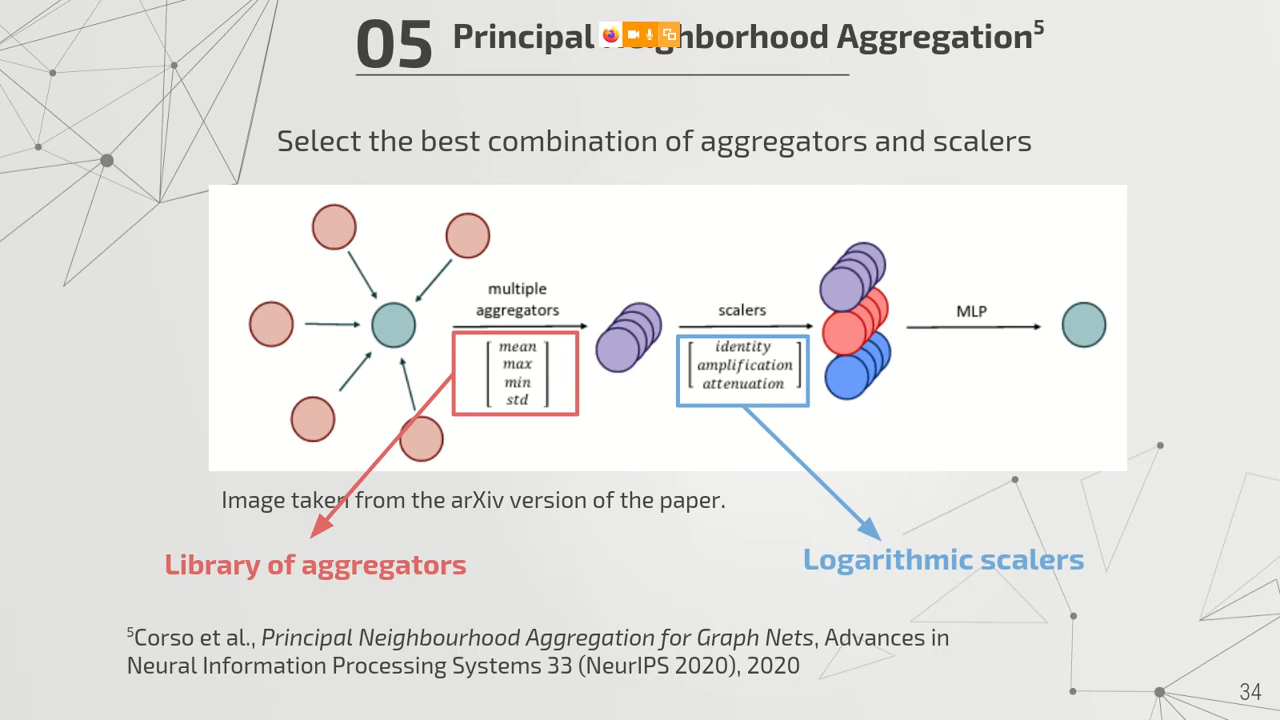 05 Principal hborhood Aggregation⁵
Select the best combination of aggregators and scalers
multiple
aggregators
mean
max
min
std
scalers
identity
amplification
attenuation
MLP
Image taken from the arXiv version of the paper.
Library of aggregators
Logarithmic scalers
⁵Corso et al., Principal Neighbourhood Aggregation for Graph Nets, Advances in
Neural Information Processing Systems 33 (NeurIPS 2020), 2020
34